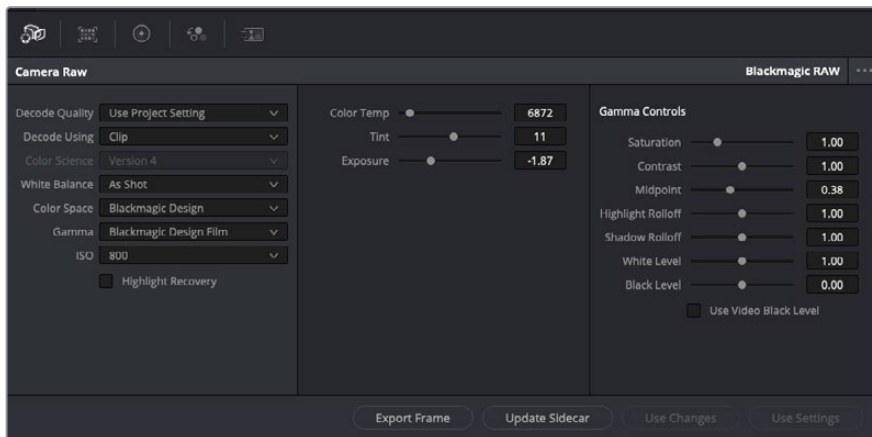 Camera Raw
Blackmagic RAW
Decode Quality Use Project Setting
Decode Using Clip
Color Science Version 4
White Balance As Shot
Color Space Blackmagic Design
Gamma Blackmagic Design Film
ISO 800
Highlight Recovery
Color Temp 6872
Tint 11
Exposure -1.87
Gamma Controls
Saturation 1.00
Contrast 1.00
Midpoint 0.38
Highlight Rolloff 1.00
Shadow Rolloff 1.00
White Level 1.00
Black Level 0.00
Use Video Black Level
Export Frame
Update Sidecar
Use Changes
Use Settings